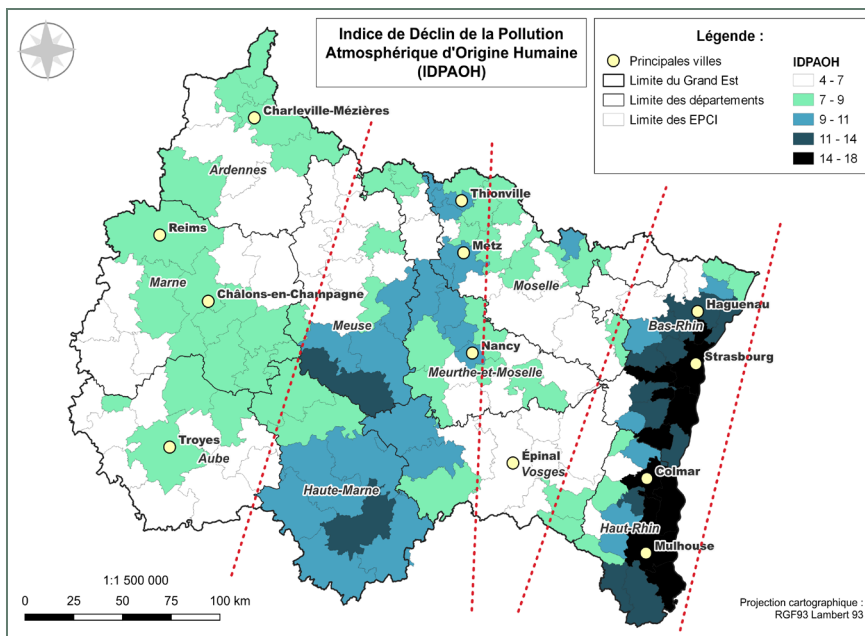 Indice de Déclin de la Pollution
Atmosphérique d'Origine Humaine
(IDPAOH)
Légende :
Principales villes
Limite du Grand Est
Limite des départements
Limite des EPCI
IDPAOH
4 - 7
7 - 9
9 - 11
11 - 14
14 - 18
Charleville-Mézières
Ardennes
Thionville
Reims
Metz
Marne
Moselle
Châlons-en-Champagne
Haguenau
Meuse
Bas-Rhin
Nancy
Strasbourg
Meurthe-et-Moselle
Troyes
Aube
Épinal
Vosges
Colmar
Haute-Marne
Haut-Rhin
Mulhouse
1:1 500 000
0 25 50 75 100 km
Projection cartographique :
RGF93 Lambert 93